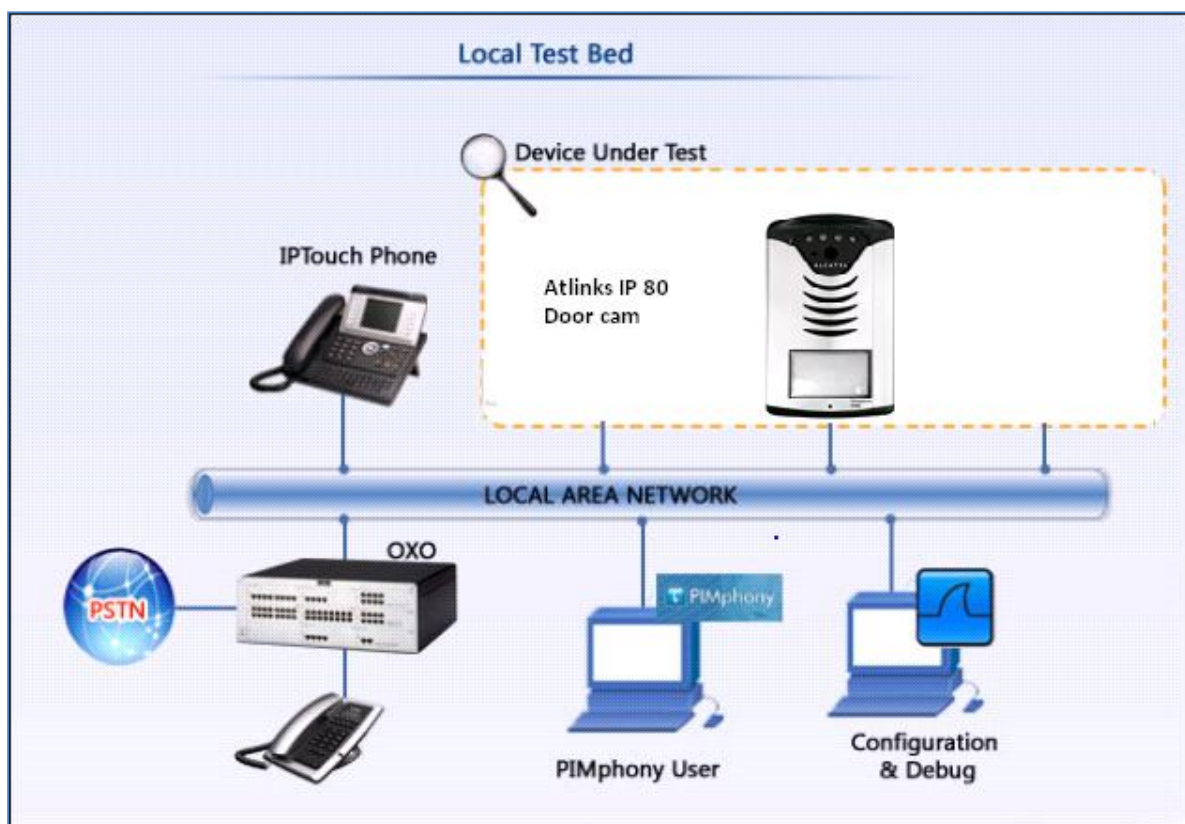 Local Test Bed
Device Under Test
IPTouch Phone
Atlinks IP 80
Door cam
ALCATEL
LOCAL AREA NETWORK
OXO
PSTN
PIMphony
PIMphony User
Configuration
& Debug